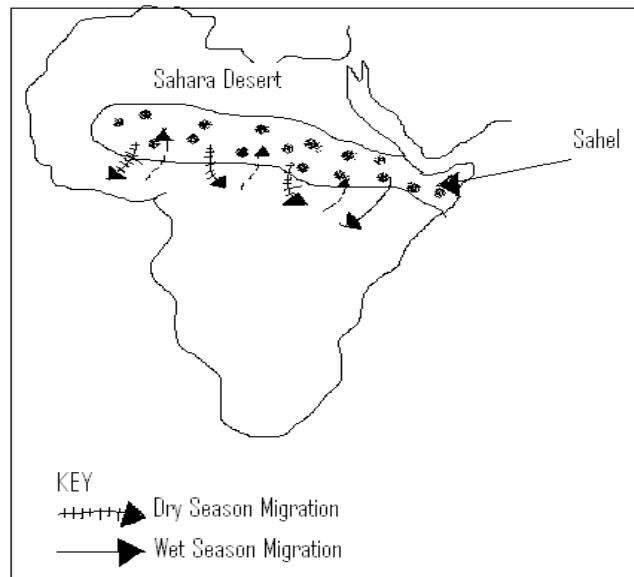 Sahara Desert
Sahel
KEY
Dry Season Migration
Wet Season Migration